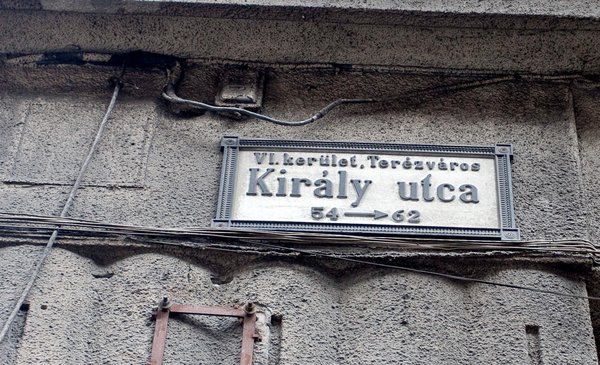 VI. kerület, Terézváros
Király utca
54 → 62